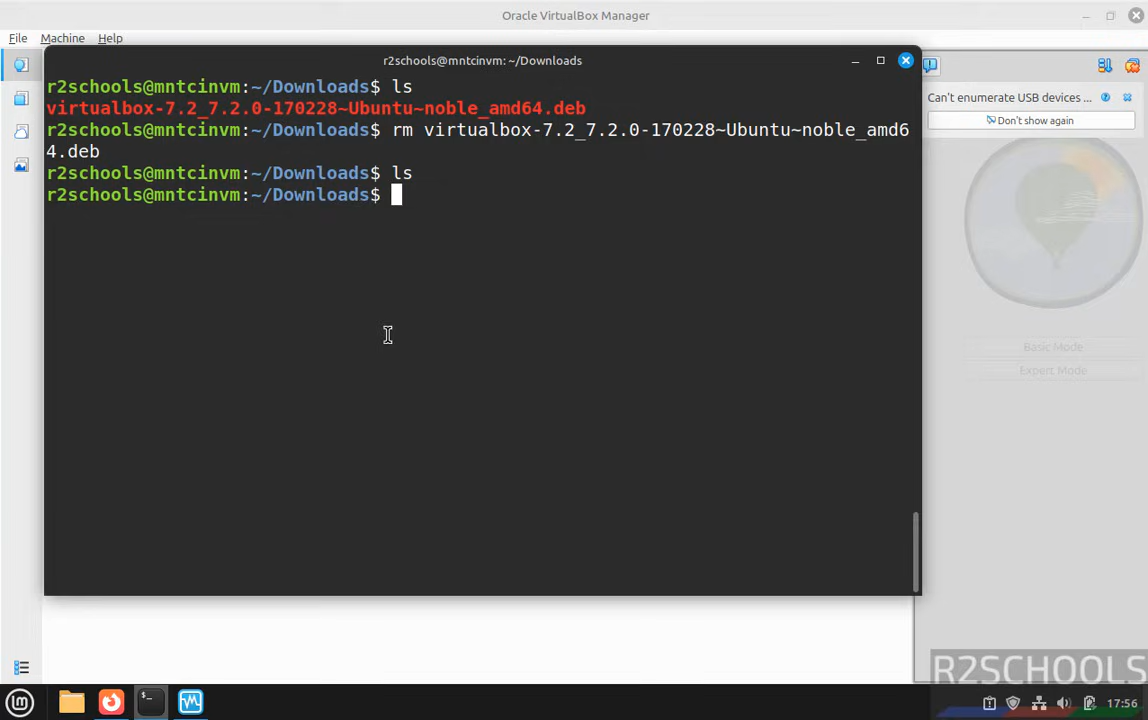 Oracle VirtualBox Manager
File Machine Help
r2schools@mntcinvm: ~/Downloads
r2schools@mntcinvm:~/Downloads$ ls
virtualbox-7.2_7.2.0-170228~Ubuntu~noble_amd64.deb
r2schools@mntcinvm:~/Downloads$ rm virtualbox-7.2_7.2.0-170228~Ubuntu~noble_amd6
4.deb
r2schools@mntcinvm:~/Downloads$ ls
r2schools@mntcinvm:~/Downloads$
Can't enumerate USB devices ...
Don't show again
Basic Mode
Expert Mode
R2SCHOOLS
17:56